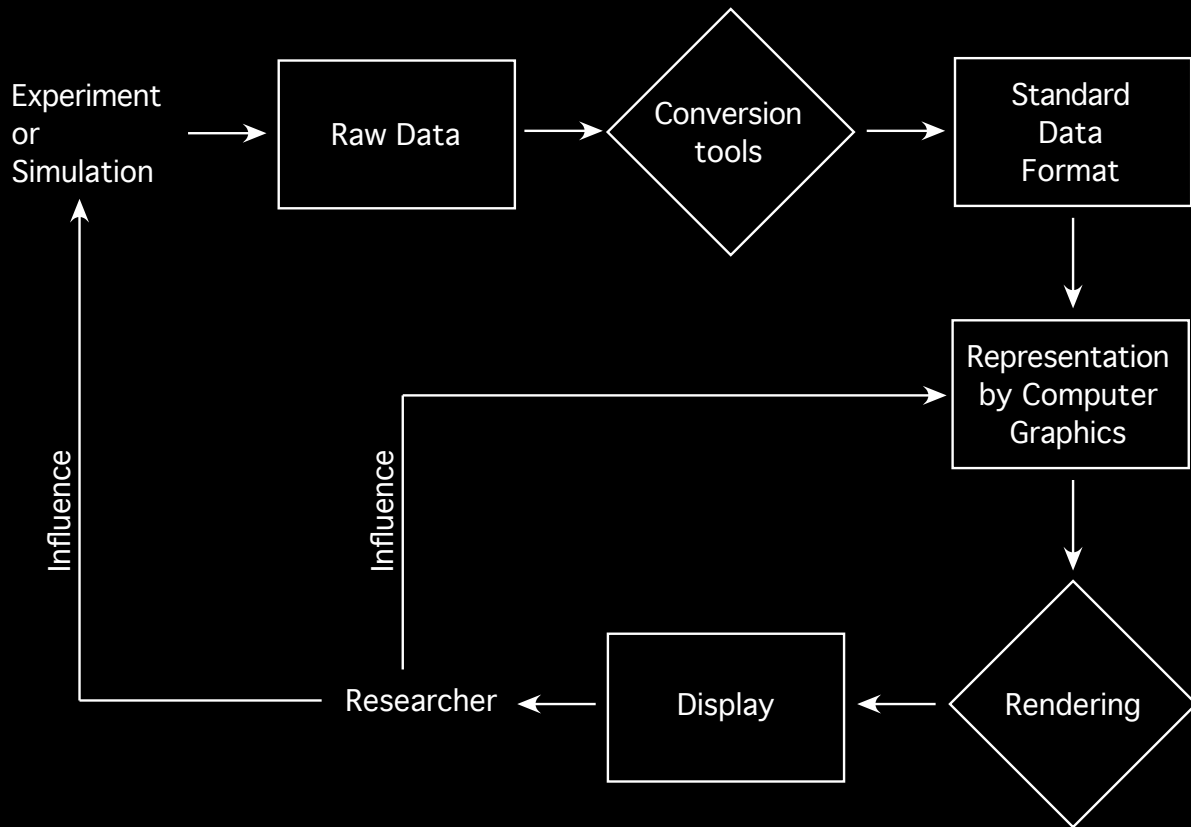 Experiment
or
Simulation
Raw Data
Conversion
tools
Standard
Data
Format
Representation
by Computer
Graphics
Influence
Influence
Researcher
Display
Rendering